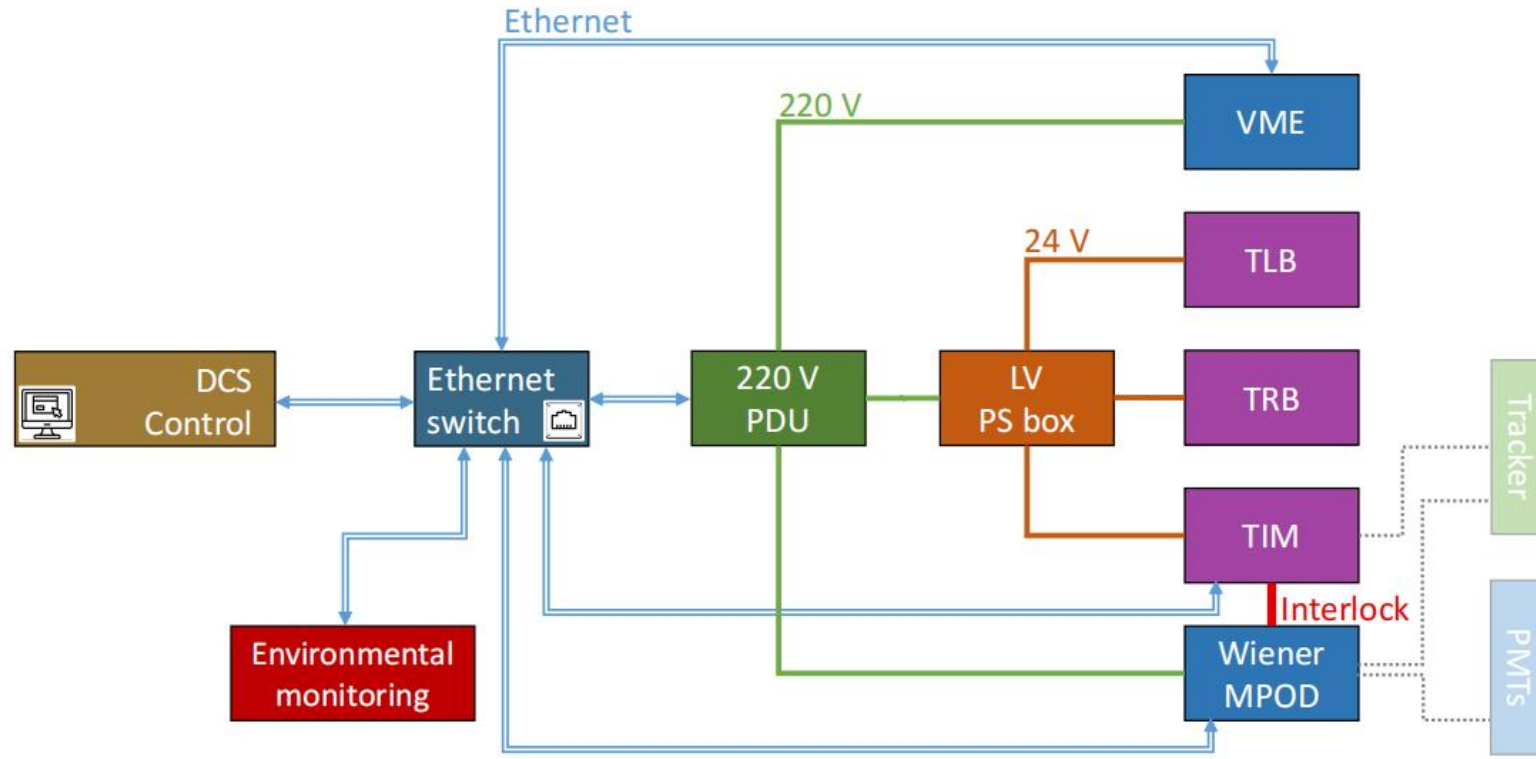 Ethernet
220 V
VME
24 V
TLB
DCS
Control
Ethernet
switch
220 V
PDU
LV
PS box
TRB
Tracker
TIM
Interlock
Environmental
monitoring
Wiener
MPOD
PMTs